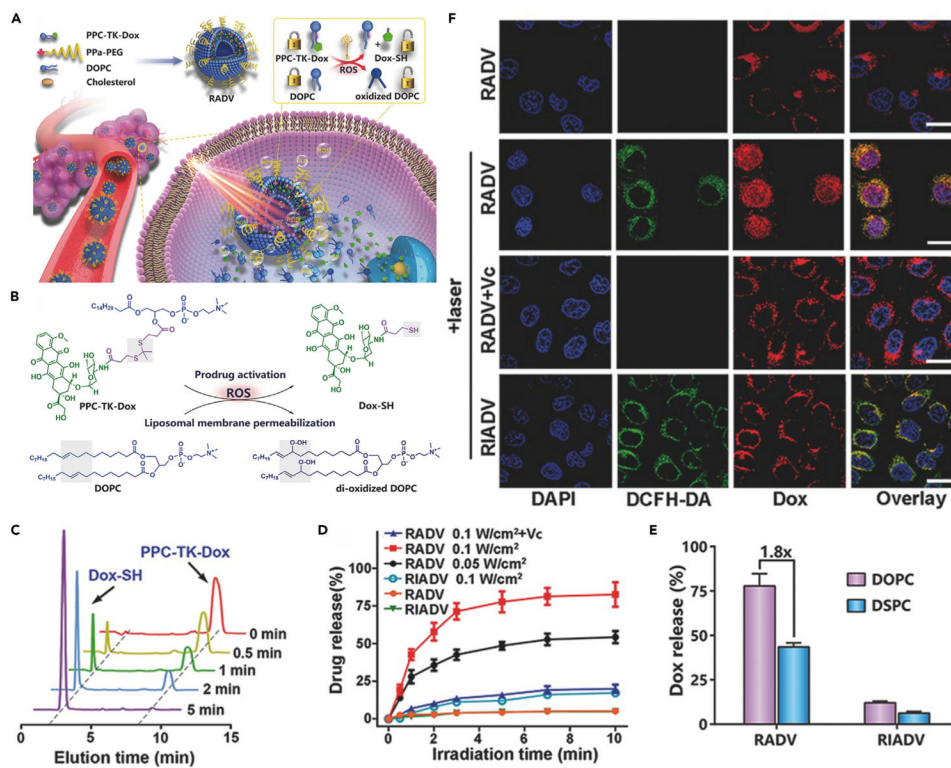 A
PPC-TK-Dox
PPa-PEG
DOPC
Cholesterol
RADV
PPC-TK-Dox
ROS
+
Dox-SH
DOPC
oxidized DOPC
B
PPC-TK-Dox
Prodrug activation
ROS
Liposomal membrane permeabilization
Dox-SH
DOPC
di-oxidized DOPC
C
Dox-SH
PPC-TK-Dox
0 min
0.5 min
1 min
2 min
5 min
0 5 10 15
Elution time (min)
D
RADV 0.1 W/cm²+Vc
RADV 0.1 W/cm²
RADV 0.05 W/cm²
RIADV 0.1 W/cm²
RADV
RIADV
Drug release(%)
100
75
50
25
0
0 2 4 6 8 10
Irradiation time (min)
F
RADV
+laser
RADV
RADV+Vc
RIADV
DAPI DCFH-DA Dox Overlay
E
Dox release (%)
100
75
50
25
0
1.8x
DOPC
DSPC
RADV RIADV